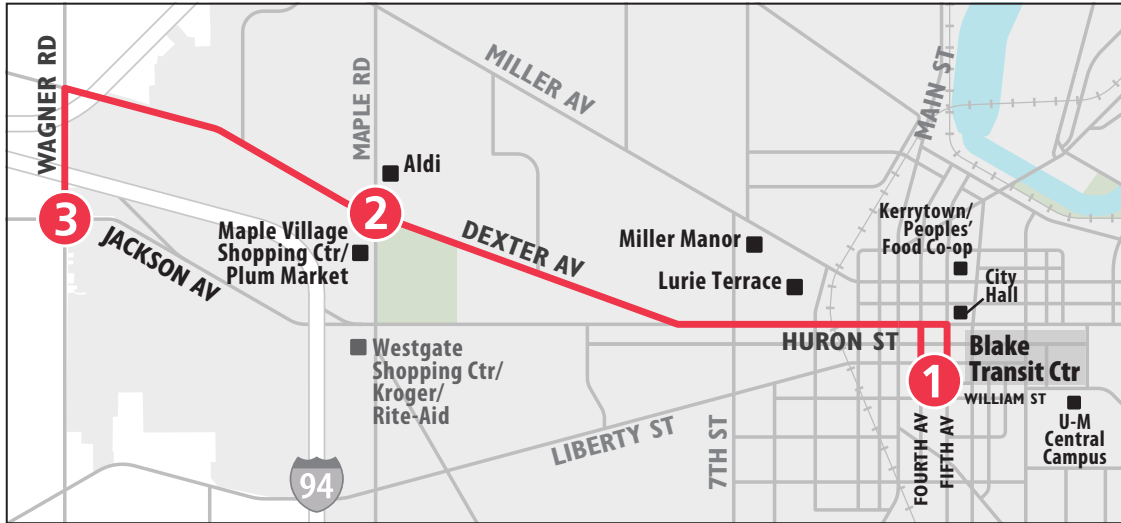 WAGNER RD
MAPLE RD
MILLER AV
MAIN ST
Aldi
2
3
Maple Village
Shopping Ctr/
Plum Market
JACKSON AV
DEXTER AV
Miller Manor
Lurie Terrace
Kerrytown/
Peoples'
Food Co-op
City
Hall
HURON ST
Blake
Transit Ctr
1
WILLIAM ST
Westgate
Shopping Ctr/
Kroger/
Rite-Aid
LIBERTY ST
7TH ST
FOURTH AV
FIFTH AV
U-M
Central
Campus
94